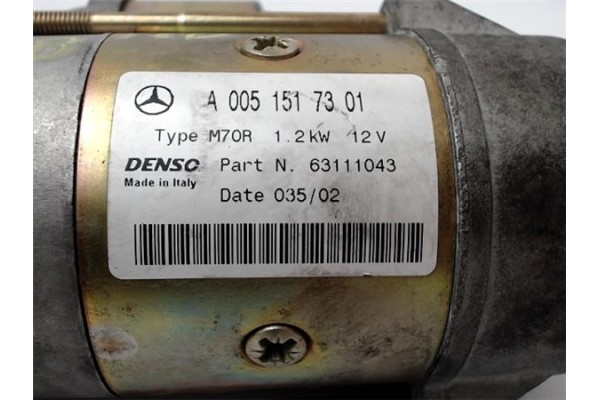 A 005 151 73 01
Type M70R 1.2kW 12V
DENSO Part N. 63111043
Made in Italy
Date 035/02